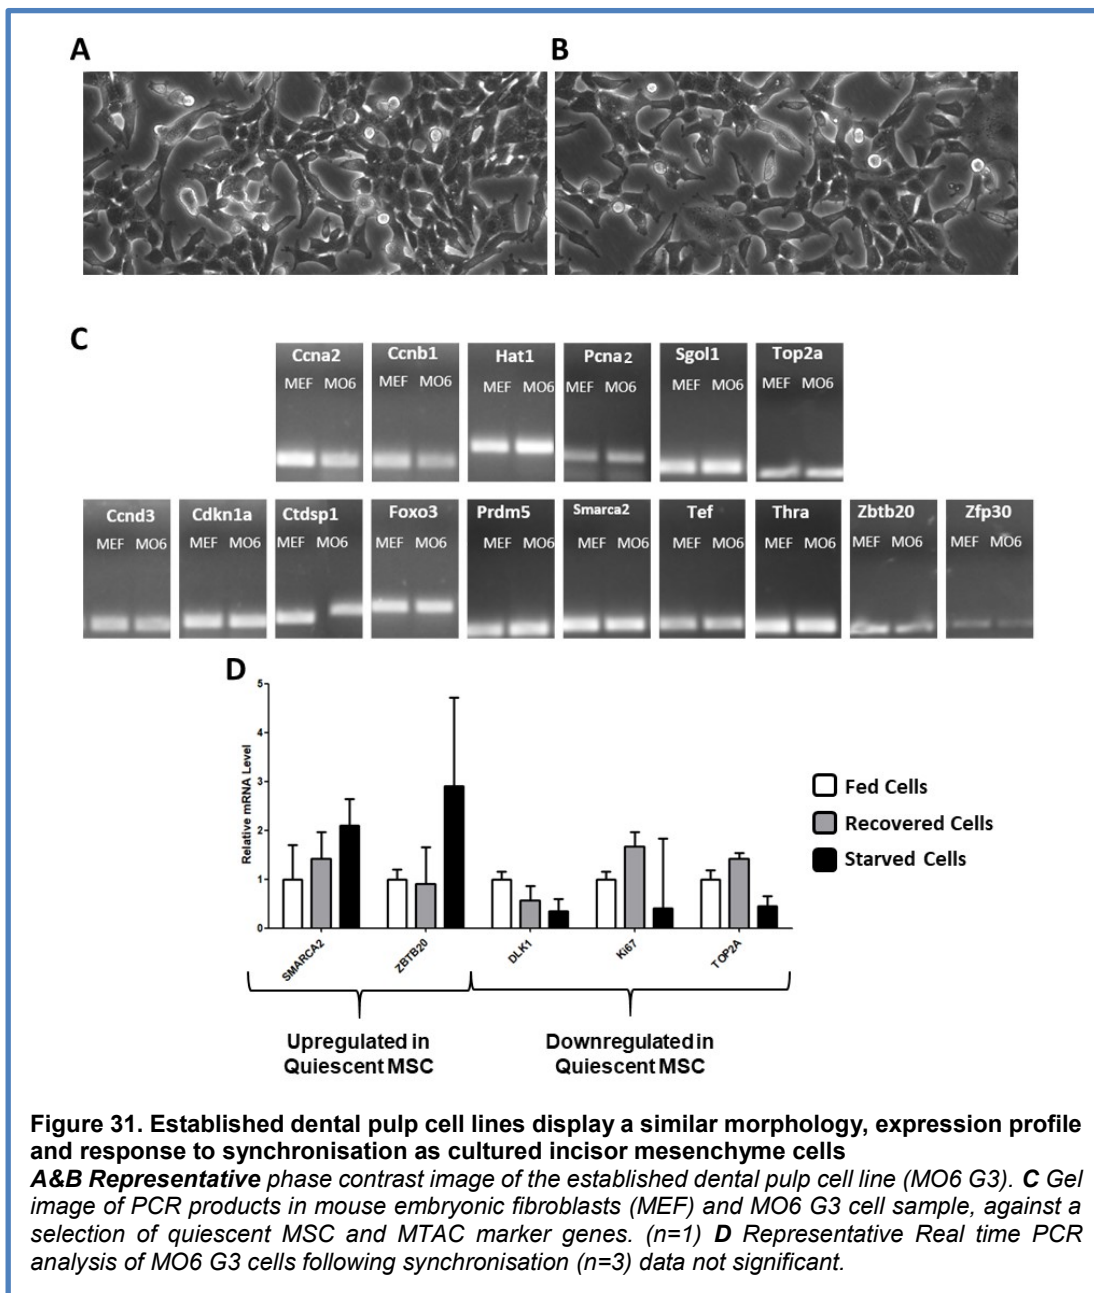 A
B
C
Ccna2 Ccnb1 Hat1 Pcna2 Sgol1 Top2a
MEF MO6 MEF MO6 MEF MO6 MEF MO6 MEF MO6 MEF MO6
Ccnd3 Cdkn1a Ctdsp1 Foxo3 Prdm5 Smarca2 Tef Thra Zbtb20 Zfp30
MEF MO6 MEF MO6 MEF MO6 MEF MO6 MEF MO6 MEF MO6 MEF MO6 MEF MO6 MEF MO6 MEF MO6
D
Relative mRNA Level
5
4
3
2
1
0
SMARCA2 ZBTB20 DLK1 Ki67 TOP2A
Fed Cells
Recovered Cells
Starved Cells
Upregulated in
Quiescent MSC
Downregulated in
Quiescent MSC
Figure 31. Established dental pulp cell lines display a similar morphology, expression profile
and response to synchronisation as cultured incisor mesenchyme cells
A&B Representative phase contrast image of the established dental pulp cell line (MO6 G3). C Gel
image of PCR products in mouse embryonic fibroblasts (MEF) and MO6 G3 cell sample, against a
selection of quiescent MSC and MTAC marker genes. (n=1) D Representative Real time PCR
analysis of MO6 G3 cells following synchronisation (n=3) data not significant.